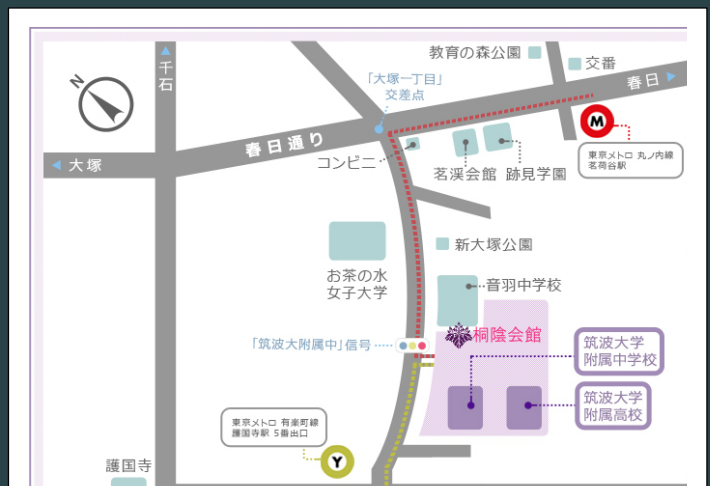 教育の森公園
交番
千石
N
「大塚一丁目」
交差点
春日
春日通り
M
コンビニ
東京メトロ 丸ノ内線
茗荷谷駅
大塚
茗渓会館
跡見学園
新大塚公園
お茶の水
女子大学
音羽中学校
桐陰会館
「筑波大附属中」信号
筑波大学
附属中学校
筑波大学
附属高校
東京メトロ 有楽町線
護国寺駅 5番出口
Y
護国寺